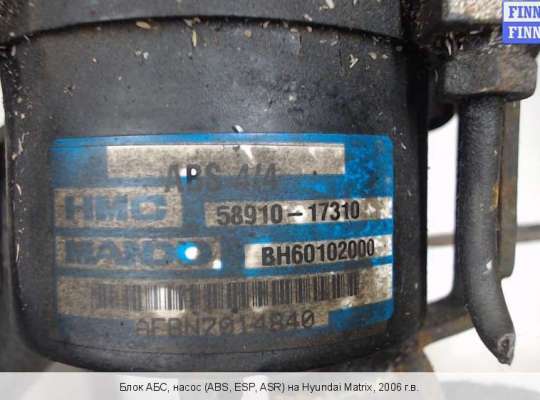 FINN
FINN
ABS 4/4
HMC 58910-17310
MANDO BH60102000
AFBN7014840
Блок АБС, насос (ABS, ESP, ASR) на Hyundai Matrix, 2006 г.в.